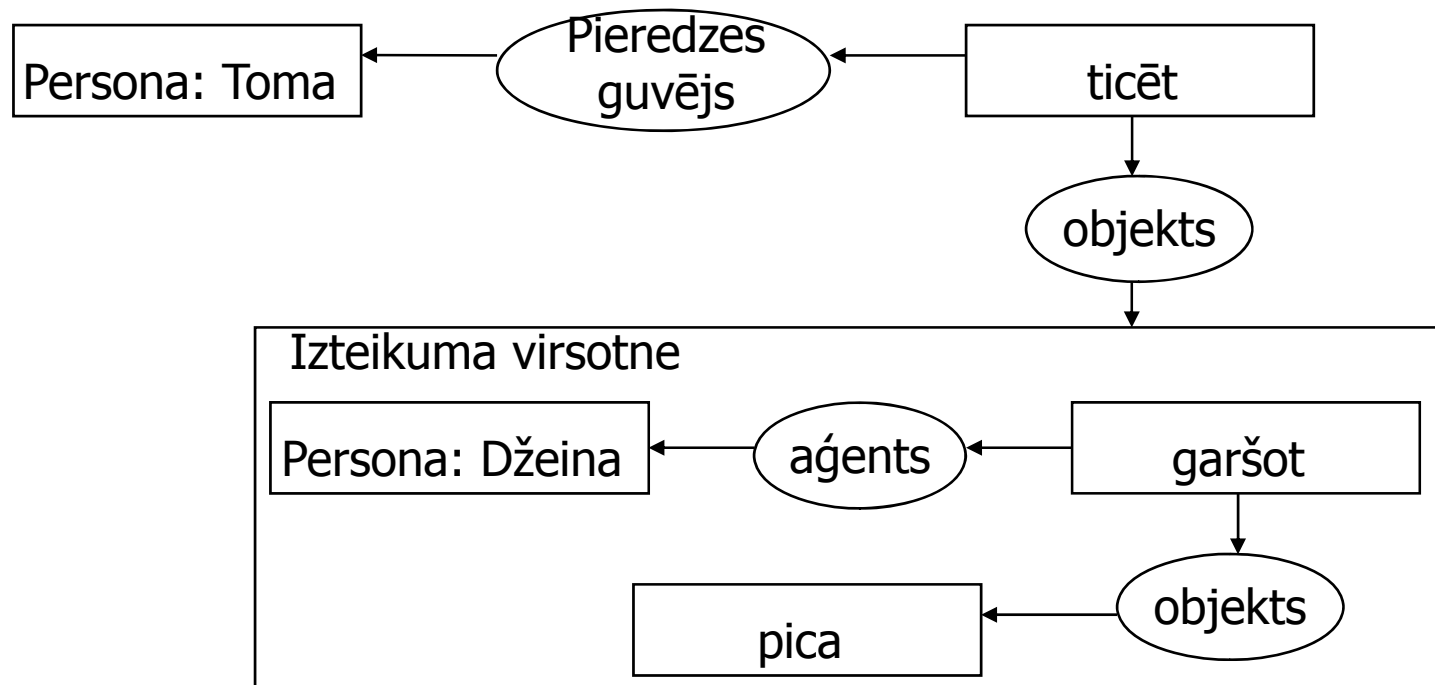 Pieredzes
guvējs
Persona: Toma
ticēt
objekts
Izteikuma virsotne
Persona: Džeina
aģents
garšot
objekts
pica